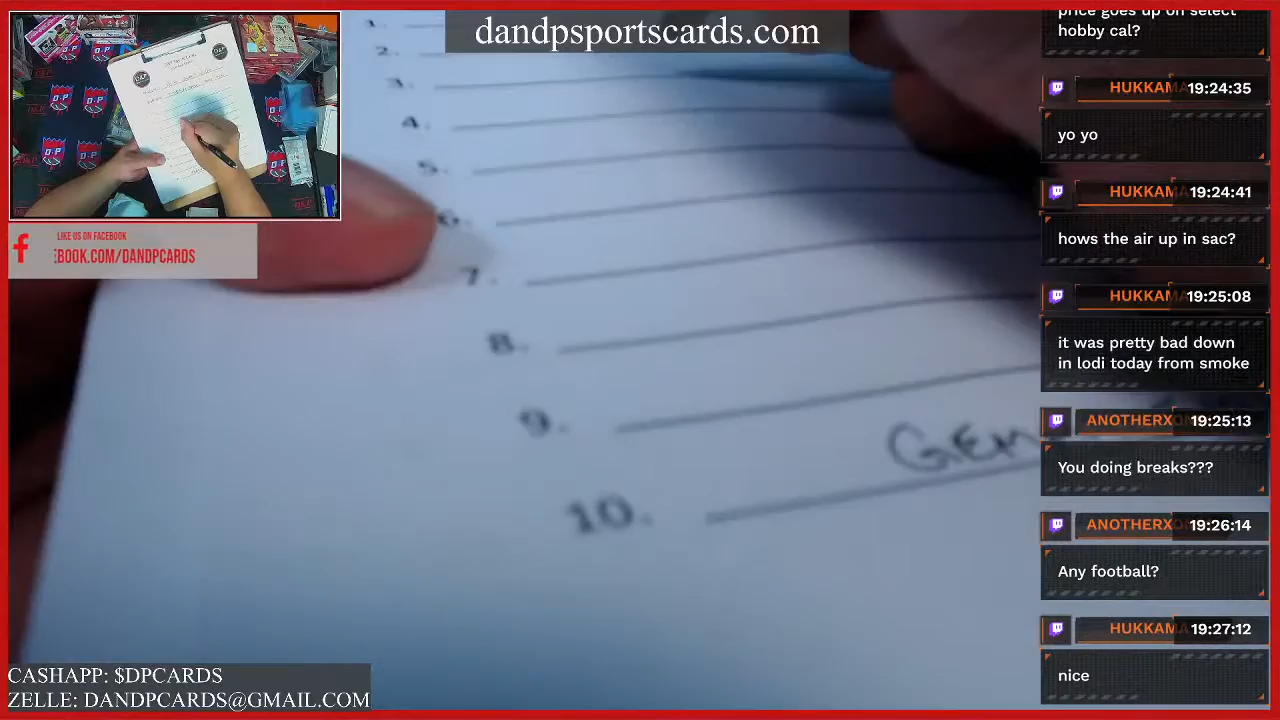 dandpsportscards.com
price goes up on select
hobby cal?
HUKKAM
19:24:35
yo yo
HUKKAM
19:24:41
hows the air up in sac?
HUKKAM
19:25:08
it was pretty bad down
in lodi today from smoke
ANOTHERX
19:25:13
You doing breaks???
ANOTHERX
19:26:14
Any football?
HUKKAM
19:27:12
nice
D.P
D.P
D.P
D.P
D.P
LIKE US ON FACEBOOK
BOOK.COM/DANDPCARDS
1.
2.
3.
4.
5.
6.
7.
8.
9.
GEM
10.
CASHAPP: $DPCARDS
ZELLE: DANDPCARDS@GMAIL.COM